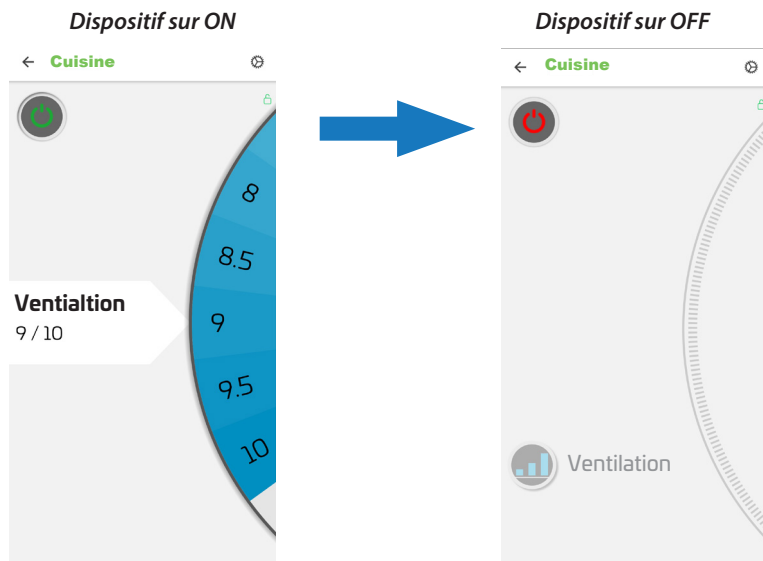 Dispositif sur ON
Cuisine
8
8.5
9
9.5
10
Ventialtion
9 / 10
Dispositif sur OFF
Cuisine
Ventilation